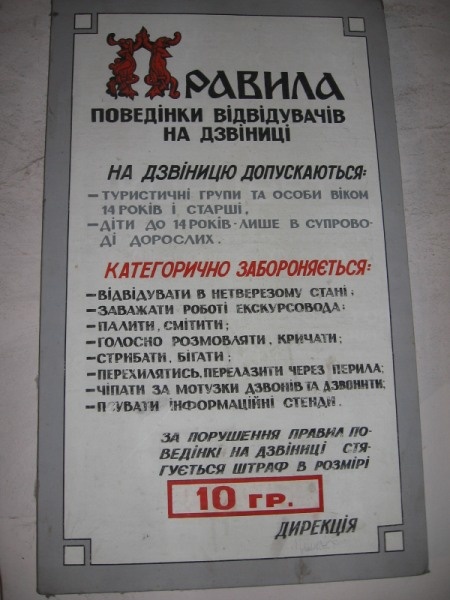 Правила
поведінки відвідувачів
на дзвіниці
На дзвіницю допускаються:
– туристичні групи та особи віком
14 років і старші,
– діти до 14 років - лише в супрово-
ді дорослих.
Категорично забороняється:
– відвідувати в нетверезому стані;
– заважати роботі екскурсовода;
– палити, смітити;
– голосно розмовляти, кричати;
– стрибати, бігати;
– перехилятись, перелазити через перила;
– чіпати за мотузки дзвонів та дзвонити;
– псувати інформаційні стенди.
За порушення правил по-
ведінкі на дзвіниці стя-
гується штраф в розмірі
10 гр.
Дирекція